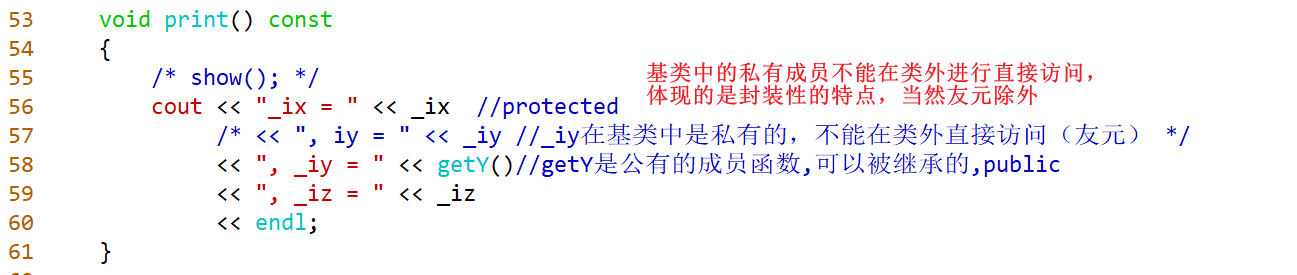 53 void print() const
54 {
55 /* show(); */
基类中的私有成员不能在类外进行直接访问，
体现的是封装性的特点，当然友元除外
56 cout << "_ix = " << _ix //protected
57 /* << ", iy = " << _iy //_iy在基类中是私有的，不能在类外直接访问（友元） */
58 << ", _iy = " << getY()//getY是公有的成员函数,可以被继承的,public
59 << ", _iz = " << _iz
60 << endl;
61 }